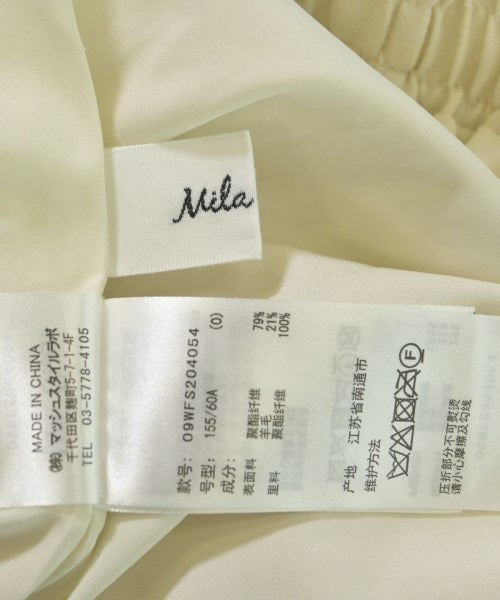 Mila
MADE IN CHINA
(株)マッシュスタイルラボ
千代田区麹町5-7-1-4F
TEL 03-5778-4105
款号: 09WFS204054 (0)
号型: 155/60A
成分:
表面料 聚酯纤维 79%
羊毛 21%
里料 聚酯纤维 100%
产地 江苏省南通市
维护方法
F
压折部分不可熨烫
请小心摩擦及勾线